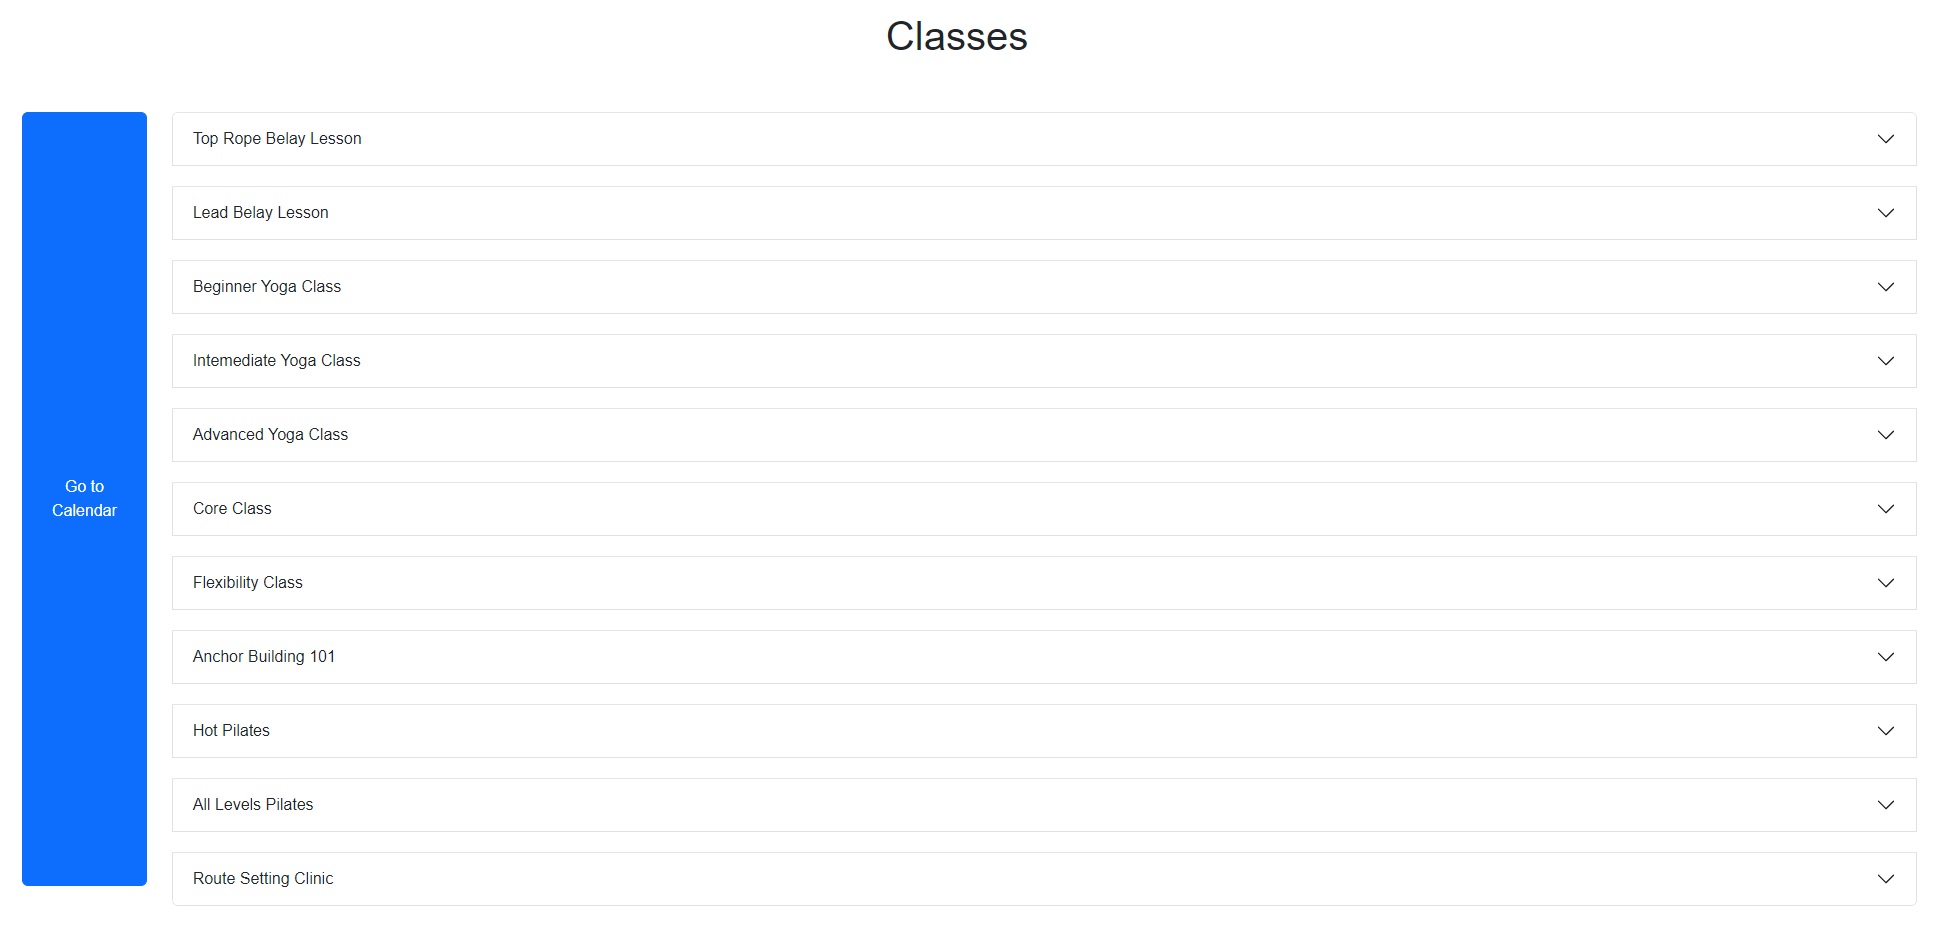 Classes
Go to
Calendar
Top Rope Belay Lesson
Lead Belay Lesson
Beginner Yoga Class
Intemediate Yoga Class
Advanced Yoga Class
Core Class
Flexibility Class
Anchor Building 101
Hot Pilates
All Levels Pilates
Route Setting Clinic